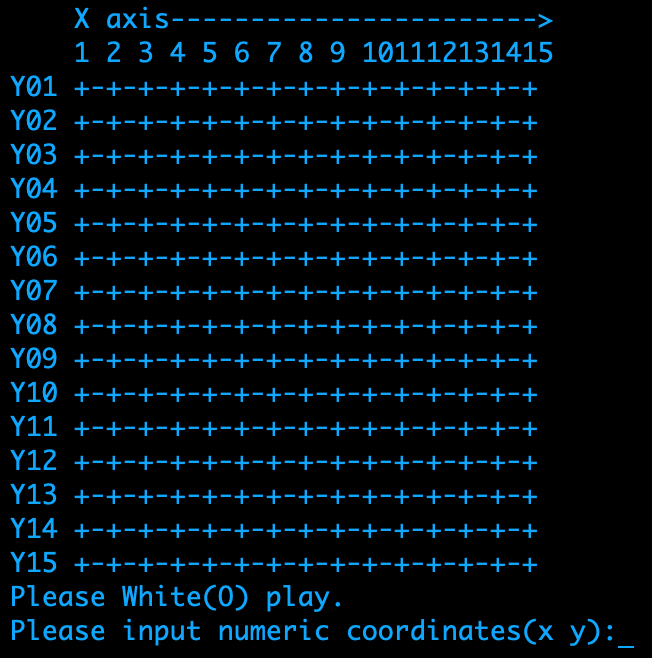 X axis----------------------->
1 2 3 4 5 6 7 8 9 101112131415
Y01 +-+-+-+-+-+-+-+-+-+-+-+-+-+-+
Y02 +-+-+-+-+-+-+-+-+-+-+-+-+-+-+
Y03 +-+-+-+-+-+-+-+-+-+-+-+-+-+-+
Y04 +-+-+-+-+-+-+-+-+-+-+-+-+-+-+
Y05 +-+-+-+-+-+-+-+-+-+-+-+-+-+-+
Y06 +-+-+-+-+-+-+-+-+-+-+-+-+-+-+
Y07 +-+-+-+-+-+-+-+-+-+-+-+-+-+-+
Y08 +-+-+-+-+-+-+-+-+-+-+-+-+-+-+
Y09 +-+-+-+-+-+-+-+-+-+-+-+-+-+-+
Y10 +-+-+-+-+-+-+-+-+-+-+-+-+-+-+
Y11 +-+-+-+-+-+-+-+-+-+-+-+-+-+-+
Y12 +-+-+-+-+-+-+-+-+-+-+-+-+-+-+
Y13 +-+-+-+-+-+-+-+-+-+-+-+-+-+-+
Y14 +-+-+-+-+-+-+-+-+-+-+-+-+-+-+
Y15 +-+-+-+-+-+-+-+-+-+-+-+-+-+-+
Please White(O) play.
Please input numeric coordinates(x y):_